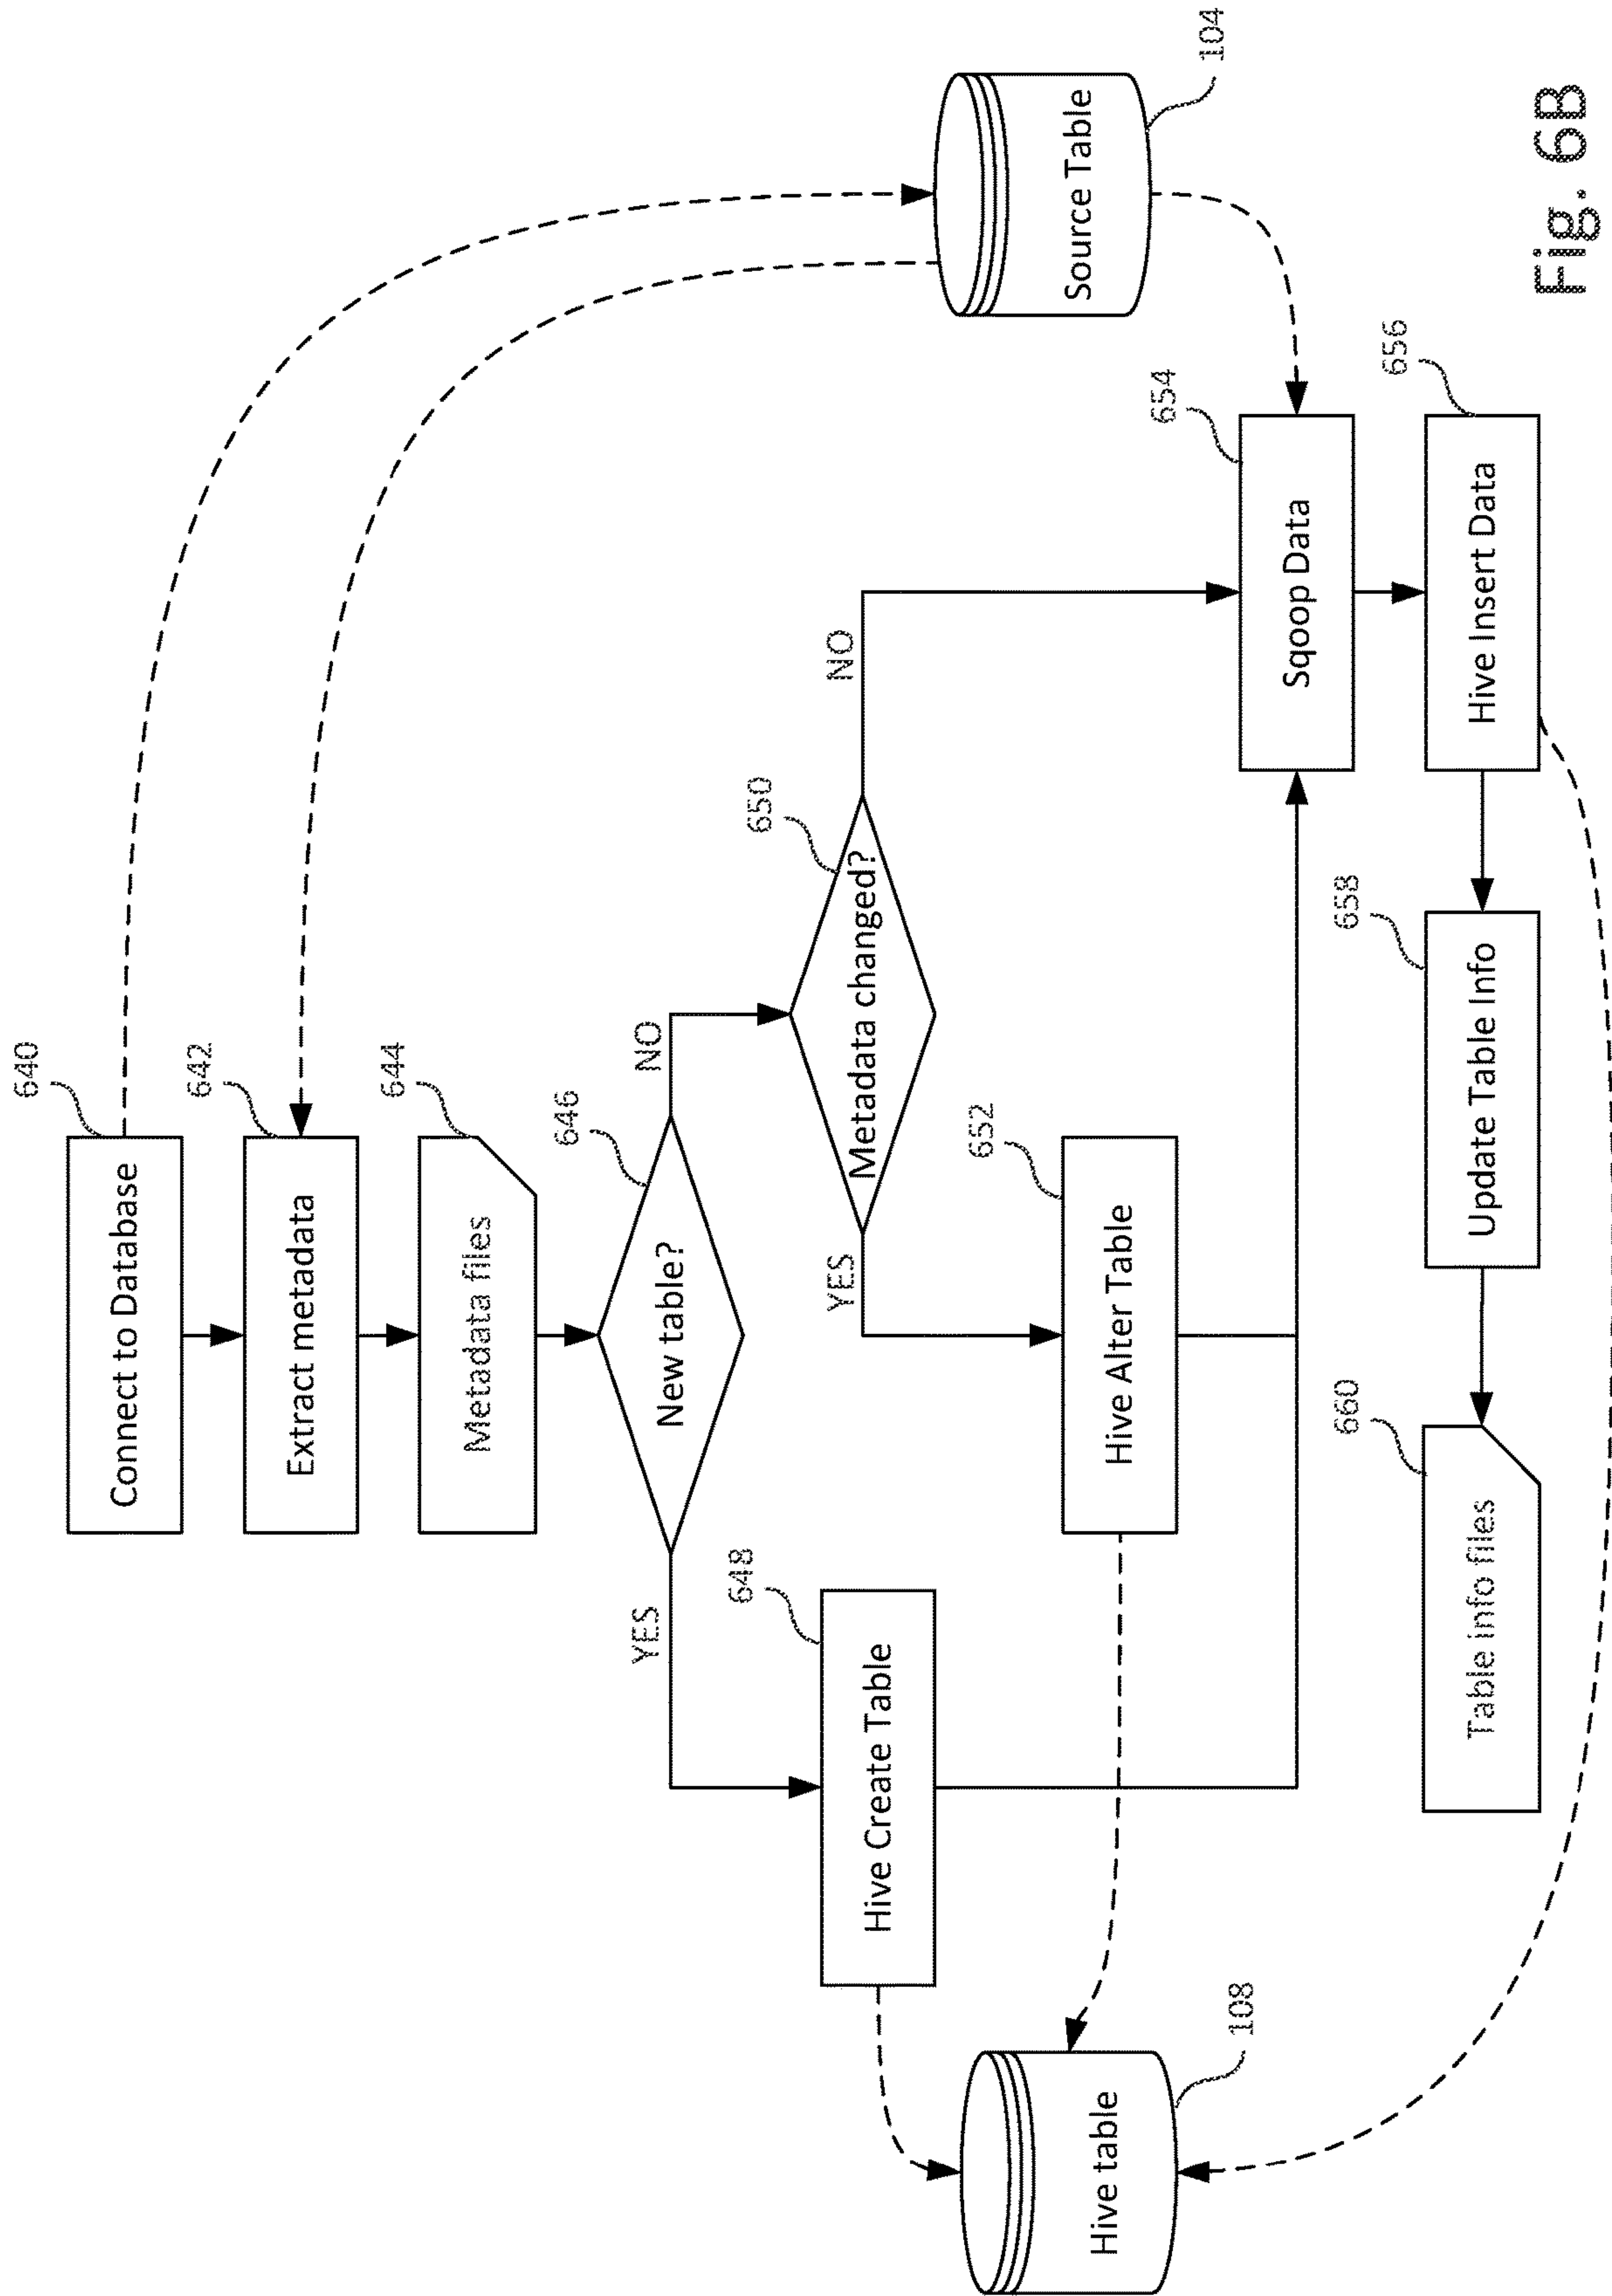 640
Connect to Database
642
Extract metadata
644
Metadata files
646
New table?
YES
NO
648
Hive Create Table
650
Metadata changed?
YES
NO
652
Hive Alter Table
Source Table
104
Hive table
108
654
Sqoop Data
656
Hive Insert Data
658
Update Table Info
660
Table info files
Fig. 6B